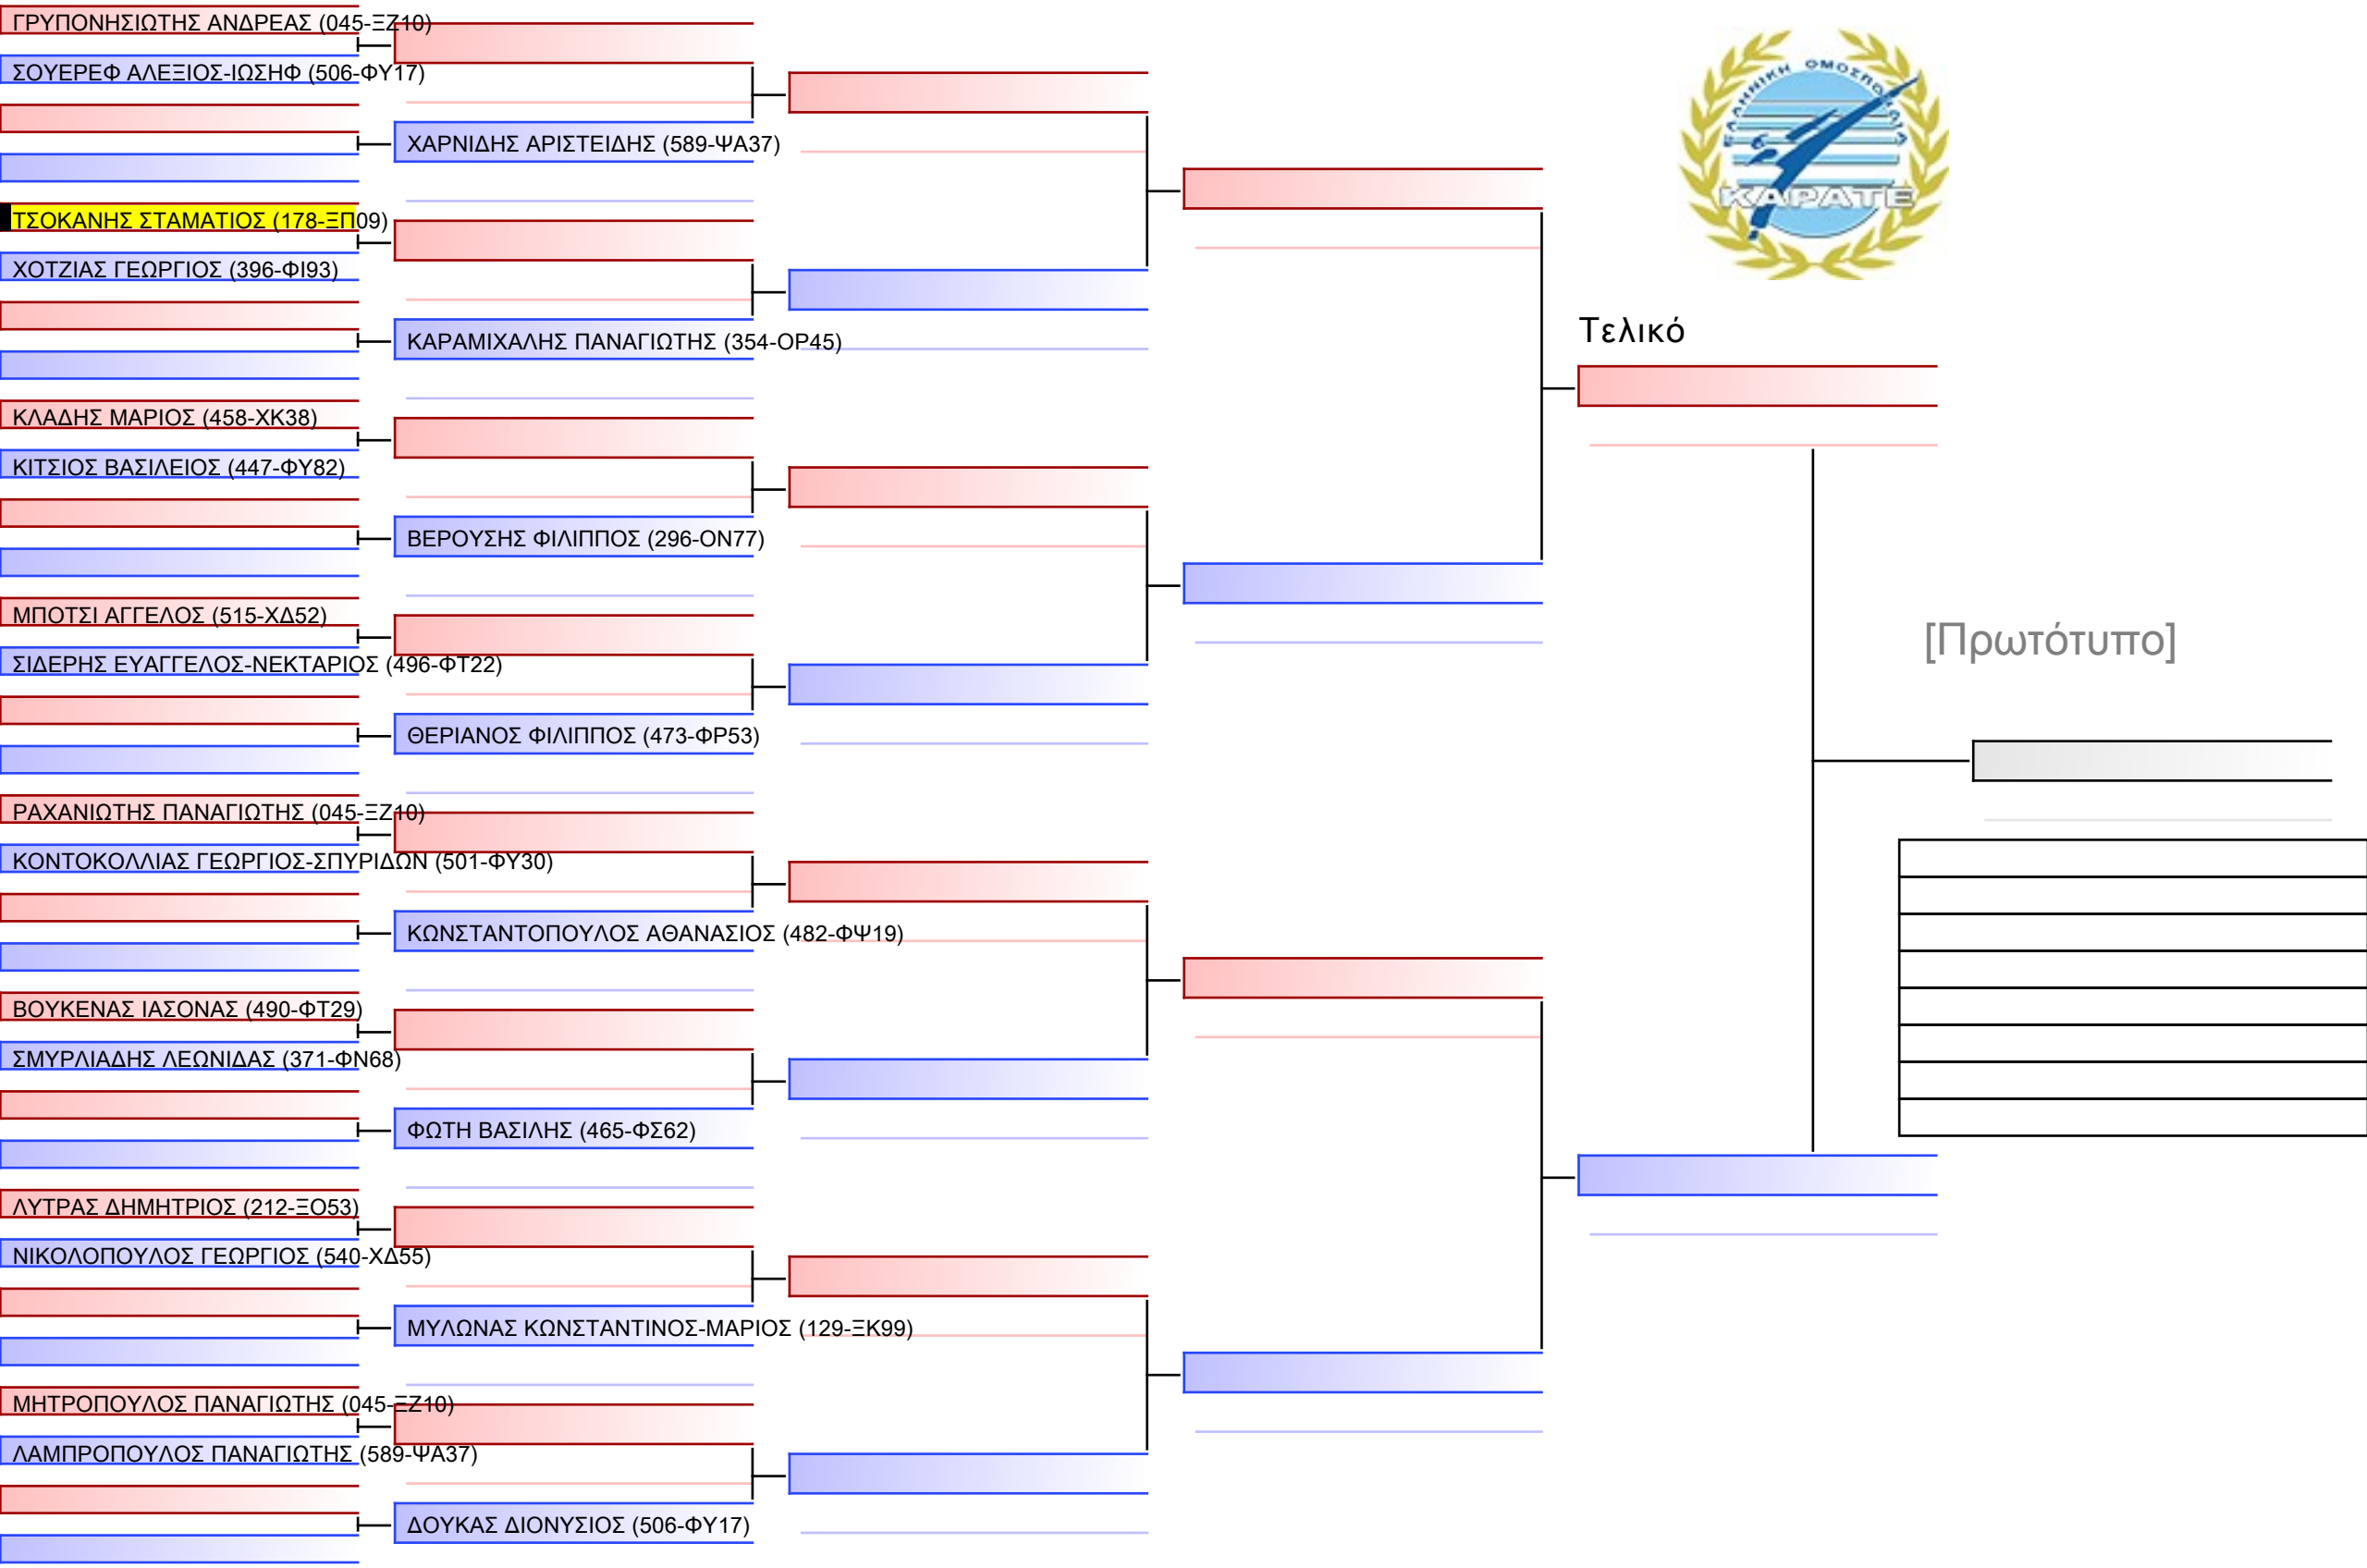 ΓΡΥΠΟΝΗΣΙΩΤΗΣ ΑΝΔΡΕΑΣ (045-ΞΖ10)
ΣΟΥΕΡΕΦ ΑΛΕΞΙΟΣ-ΙΩΣΗΦ (506-ΦΥ17)
ΧΑΡΝΙΔΗΣ ΑΡΙΣΤΕΙΔΗΣ (589-ΨΑ37)
ΤΣΟΚΑΝΗΣ ΣΤΑΜΑΤΙΟΣ (178-ΞΠ09)
ΧΟΤΖΙΑΣ ΓΕΩΡΓΙΟΣ (396-ΦΙ93)
ΚΑΡΑΜΙΧΑΛΗΣ ΠΑΝΑΓΙΩΤΗΣ (354-ΟΡ45)
ΚΛΑΔΗΣ ΜΑΡΙΟΣ (458-ΧΚ38)
ΚΙΤΣΙΟΣ ΒΑΣΙΛΕΙΟΣ (447-ΦΥ82)
ΒΕΡΟΥΣΗΣ ΦΙΛΙΠΠΟΣ (296-ΟΝ77)
ΜΠΟΤΣΙ ΑΓΓΕΛΟΣ (515-ΧΔ52)
ΣΙΔΕΡΗΣ ΕΥΑΓΓΕΛΟΣ-ΝΕΚΤΑΡΙΟΣ (496-ΦΤ22)
ΘΕΡΙΑΝΟΣ ΦΙΛΙΠΠΟΣ (473-ΦΡ53)
ΡΑΧΑΝΙΩΤΗΣ ΠΑΝΑΓΙΩΤΗΣ (045-ΞΖ10)
ΚΟΝΤΟΚΟΛΛΙΑΣ ΓΕΩΡΓΙΟΣ-ΣΠΥΡΙΔΩΝ (501-ΦΥ30)
ΚΩΝΣΤΑΝΤΟΠΟΥΛΟΣ ΑΘΑΝΑΣΙΟΣ (482-ΦΨ19)
ΒΟΥΚΕΝΑΣ ΙΑΣΟΝΑΣ (490-ΦΤ29)
ΣΜΥΡΛΙΑΔΗΣ ΛΕΩΝΙΔΑΣ (371-ΦΝ68)
ΦΩΤΗ ΒΑΣΙΛΗΣ (465-ΦΣ62)
ΛΥΤΡΑΣ ΔΗΜΗΤΡΙΟΣ (212-ΞΟ53)
ΝΙΚΟΛΟΠΟΥΛΟΣ ΓΕΩΡΓΙΟΣ (540-ΧΔ55)
ΜΥΛΩΝΑΣ ΚΩΝΣΤΑΝΤΙΝΟΣ-ΜΑΡΙΟΣ (129-ΞΚ99)
ΜΗΤΡΟΠΟΥΛΟΣ ΠΑΝΑΓΙΩΤΗΣ (045-ΞΖ10)
ΛΑΜΠΡΟΠΟΥΛΟΣ ΠΑΝΑΓΙΩΤΗΣ (589-ΨΑ37)
ΔΟΥΚΑΣ ΔΙΟΝΥΣΙΟΣ (506-ΦΥ17)
ΕΛΛΗΝΙΚΗ ΟΜΟΣΠΟΝΔΙΑ
ΚΑΡΑΤΕ
Τελικό
[Πρωτότυπο]